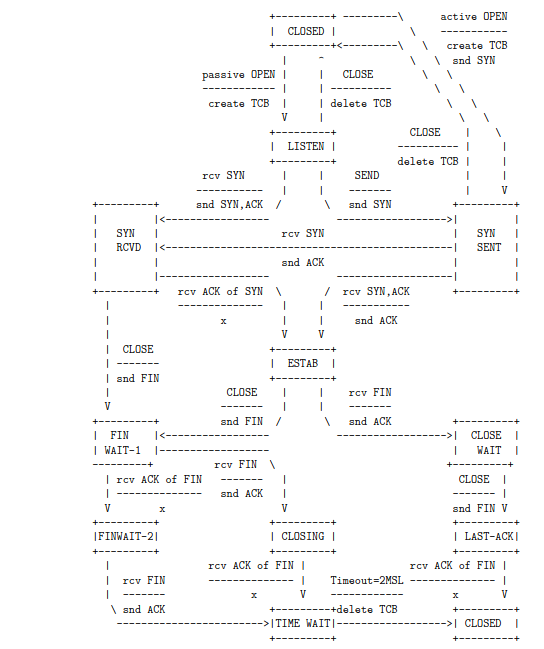 +---------+ ---------\      active OPEN
|  CLOSED |            \    -----------
+---------+<---------\   \   create TCB
|     ^              \   \  snd SYN
passive OPEN |     |   CLOSE        \   \
------------ |     | ----------       \   \
create TCB  |     | delete TCB         \   \
V     |                      \   \
+---------+            CLOSE    |    \
|  LISTEN |          ---------- |     |
+---------+          delete TCB |     |
rcv SYN      |     |     SEND              |     |
-----------   |     |    -------            |     V
+---------+      snd SYN,ACK  /       \   snd SYN          +---------+
|         |<-----------------           ------------------>|         |
|   SYN   |                    rcv SYN                     |   SYN   |
|   RCVD  |<-----------------------------------------------|   SENT  |
|         |                    snd ACK                     |         |
|         |------------------           -------------------|         |
+---------+   rcv ACK of SYN  \       /  rcv SYN,ACK       +---------+
|           --------------   |     |   -----------
|                  x         |     |     snd ACK
|                            V     V
|  CLOSE                   +---------+
| -------                  |  ESTAB  |
| snd FIN                  +---------+
|                   CLOSE    |     |    rcv FIN
V                  -------   |     |    -------
+---------+          snd FIN  /       \   snd ACK          +---------+
|  FIN    |<-----------------           ------------------>|  CLOSE  |
| WAIT-1  |------------------                              |   WAIT  |
---------+          rcv FIN  \                            +---------+
| rcv ACK of FIN   -------   |                            CLOSE  |
| --------------   snd ACK   |                           ------- |
V        x                   V                           snd FIN V
+---------+                  +---------+                   +---------+
|FINWAIT-2|                  | CLOSING |                   | LAST-ACK|
+---------+                  +---------+                   +---------+
|                rcv ACK of FIN |                 rcv ACK of FIN |
|  rcv FIN       -------------- |    Timeout=2MSL -------------- |
|  -------              x       V    ------------        x       V
\ snd ACK                 +---------+delete TCB         +---------+
------------------------>|TIME WAIT|------------------>| CLOSED  |
+---------+                   +---------+